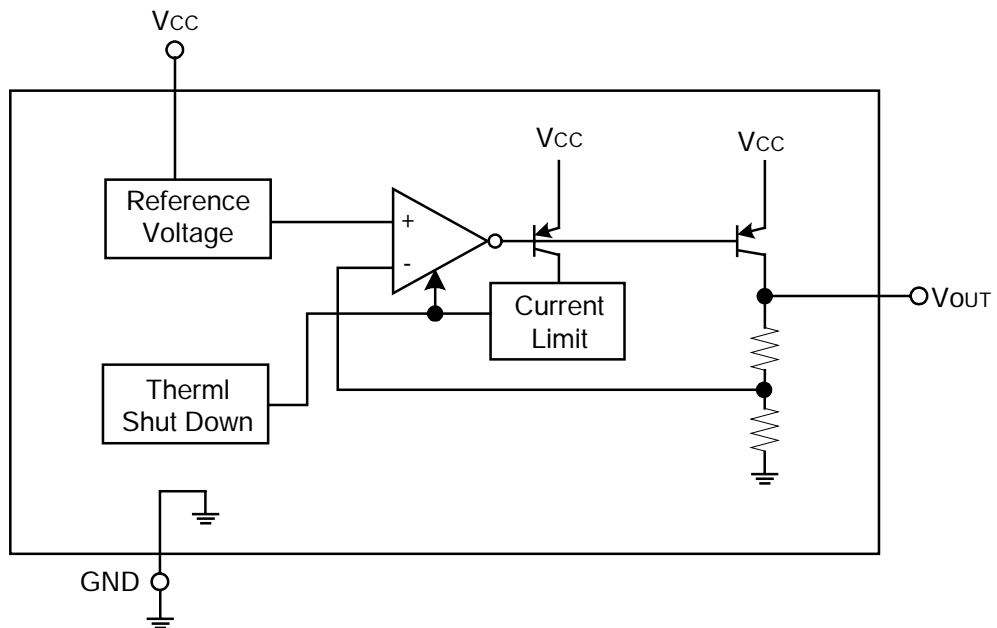 VCC
VCC
VCC
Reference
Voltage
+
-
VOUT
Current
Limit
Therml
Shut Down
GND